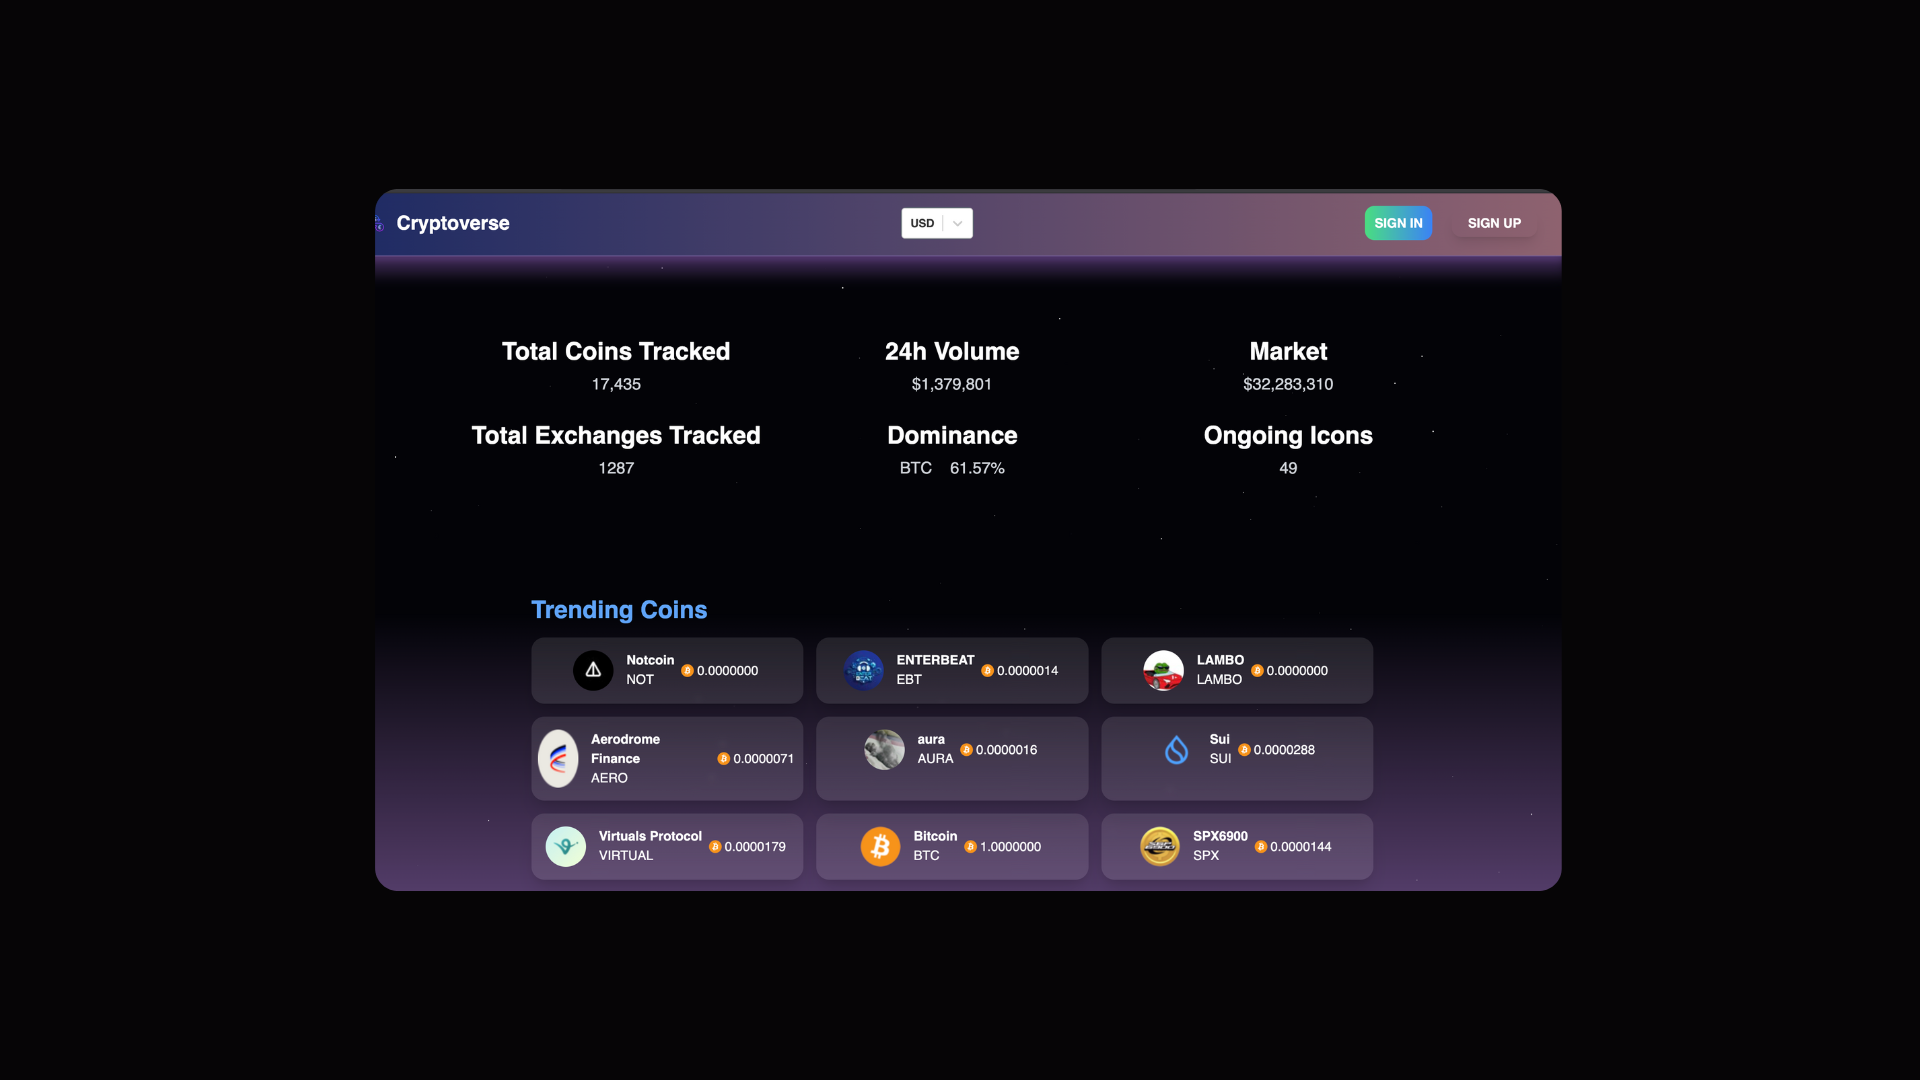 Cryptoverse
USD
SIGN IN
SIGN UP
Total Coins Tracked
17,435
24h Volume
$1,379,801
Market
$32,283,310
Total Exchanges Tracked
1287
Dominance
BTC 61.57%
Ongoing Icons
49
Trending Coins
Notcoin
NOT
0.0000000
ENTERBEAT
EBT
0.0000014
LAMBO
LAMBO
0.0000000
Aerodrome
Finance
AERO
0.0000071
aura
AURA
0.0000016
Sui
SUI
0.0000288
Virtuals Protocol
VIRTUAL
0.0000179
Bitcoin
BTC
1.0000000
SPX6900
SPX
0.0000144